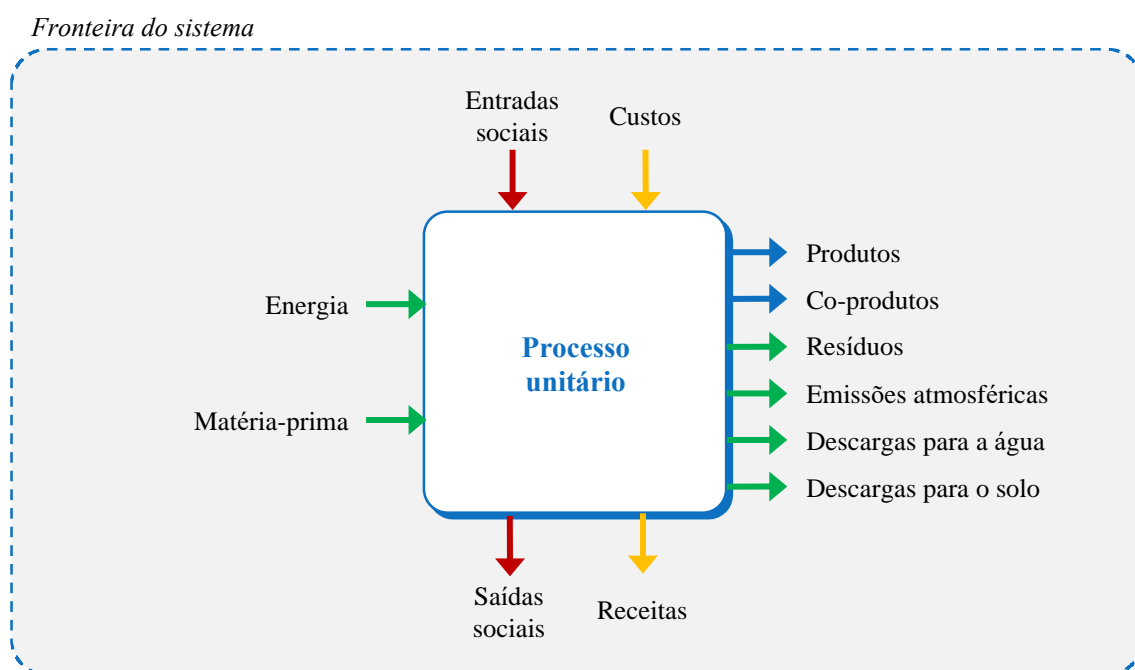 Fronteira do sistema
Entradas
sociais
Custos
Energia
Matéria-prima
Processo
unitário
Produtos
Co-produtos
Resíduos
Emissões atmosféricas
Descargas para a água
Descargas para o solo
Saídas
sociais
Receitas